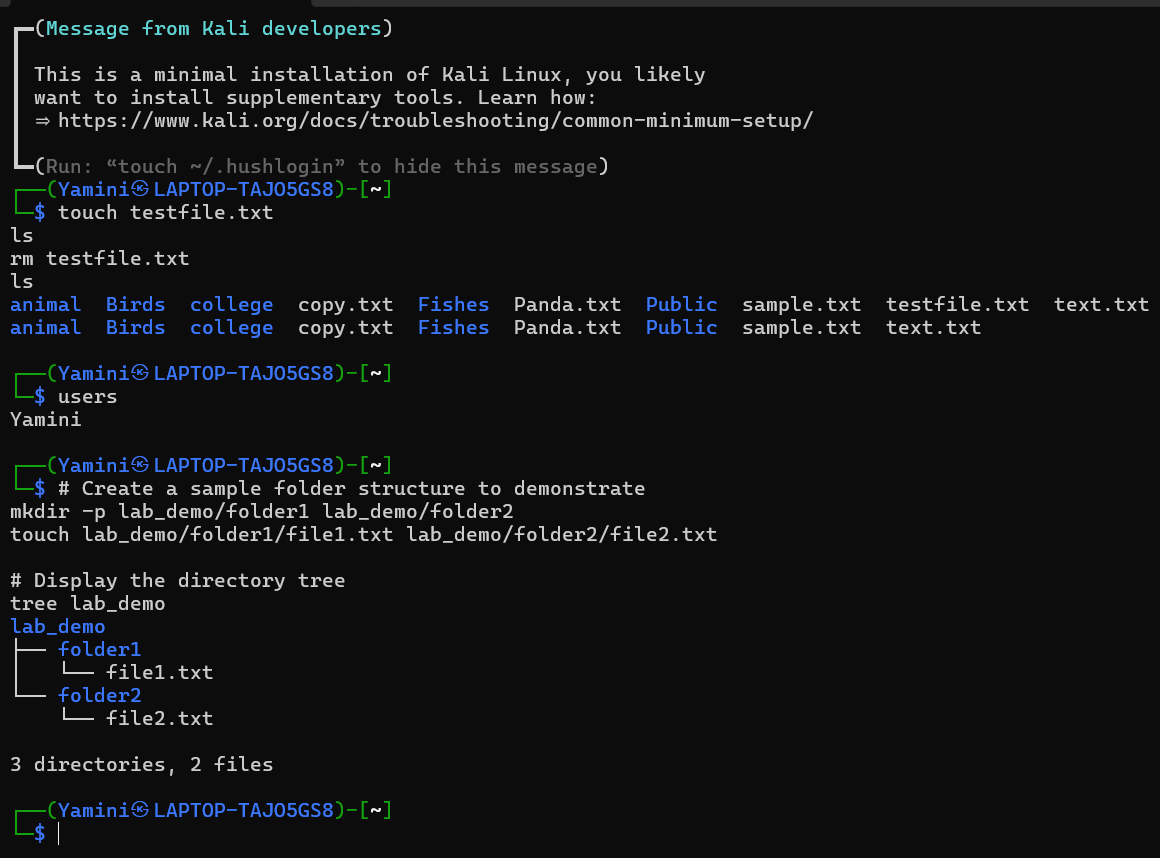 (Message from Kali developers)
This is a minimal installation of Kali Linux, you likely
want to install supplementary tools. Learn how:
⇒ https://www.kali.org/docs/troubleshooting/common-minimum-setup/
(Run: “touch ~/.hushlogin” to hide this message)
┌──(Yamini㉿LAPTOP-TAJO5GS8)-[~]
└─$ touch testfile.txt
ls
rm testfile.txt
ls
animal  Birds  college  copy.txt  Fishes  Panda.txt  Public  sample.txt  testfile.txt  text.txt
animal  Birds  college  copy.txt  Fishes  Panda.txt  Public  sample.txt  text.txt
┌──(Yamini㉿LAPTOP-TAJO5GS8)-[~]
└─$ users
Yamini
┌──(Yamini㉿LAPTOP-TAJO5GS8)-[~]
└─$ # Create a sample folder structure to demonstrate
mkdir -p lab_demo/folder1 lab_demo/folder2
touch lab_demo/folder1/file1.txt lab_demo/folder2/file2.txt
# Display the directory tree
tree lab_demo
lab_demo
├── folder1
│   └── file1.txt
└── folder2
    └── file2.txt
3 directories, 2 files
┌──(Yamini㉿LAPTOP-TAJO5GS8)-[~]
└─$